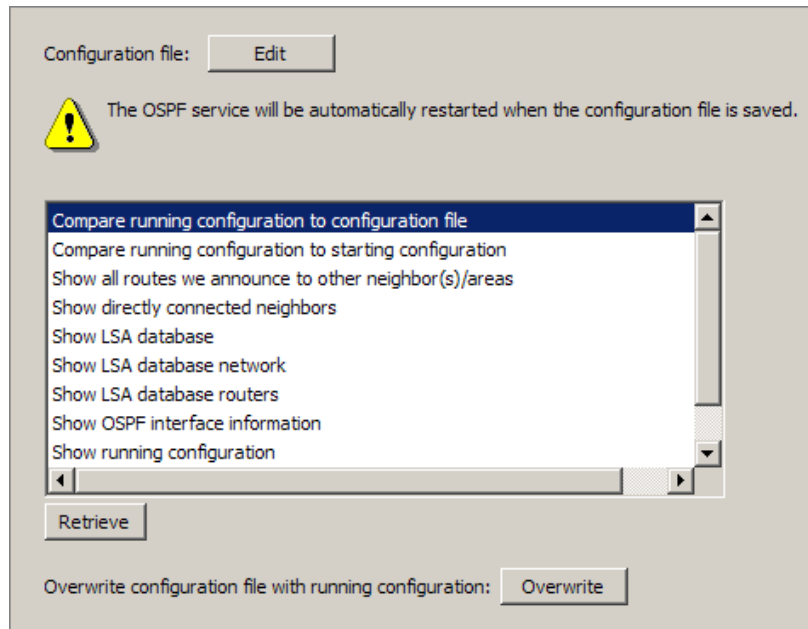 Configuration file: Edit
The OSPF service will be automatically restarted when the configuration file is saved.
Compare running configuration to configuration file
Compare running configuration to starting configuration
Show all routes we announce to other neighbor(s)/areas
Show directly connected neighbors
Show LSA database
Show LSA database network
Show LSA database routers
Show OSPF interface information
Show running configuration
Retrieve
Overwrite configuration file with running configuration: Overwrite